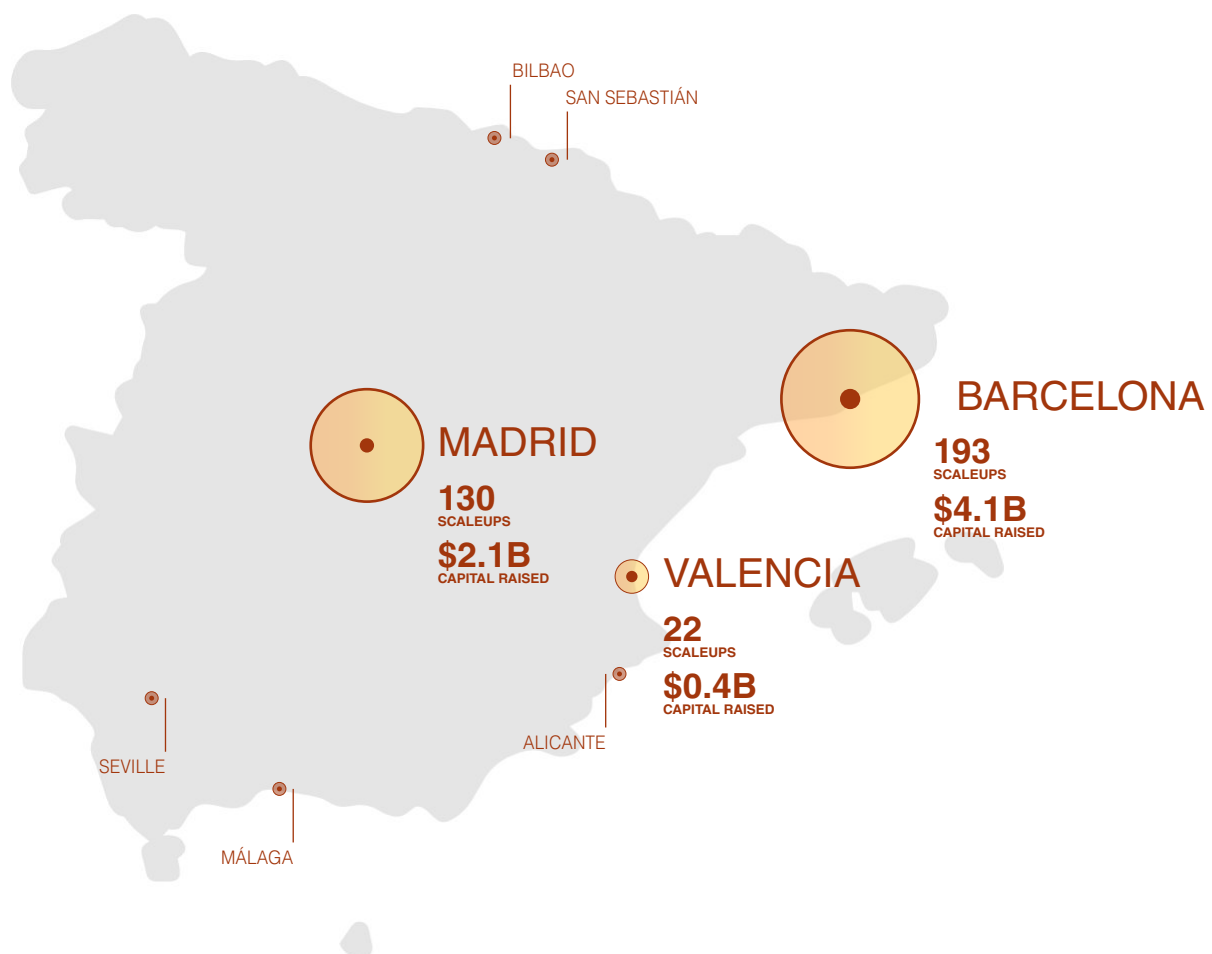 BILBAO
SAN SEBASTIÁN
BARCELONA
193
SCALEUPS
$4.1B
CAPITAL RAISED
MADRID
130
SCALEUPS
$2.1B
CAPITAL RAISED
VALENCIA
22
SCALEUPS
$0.4B
CAPITAL RAISED
ALICANTE
SEVILLE
MÁLAGA